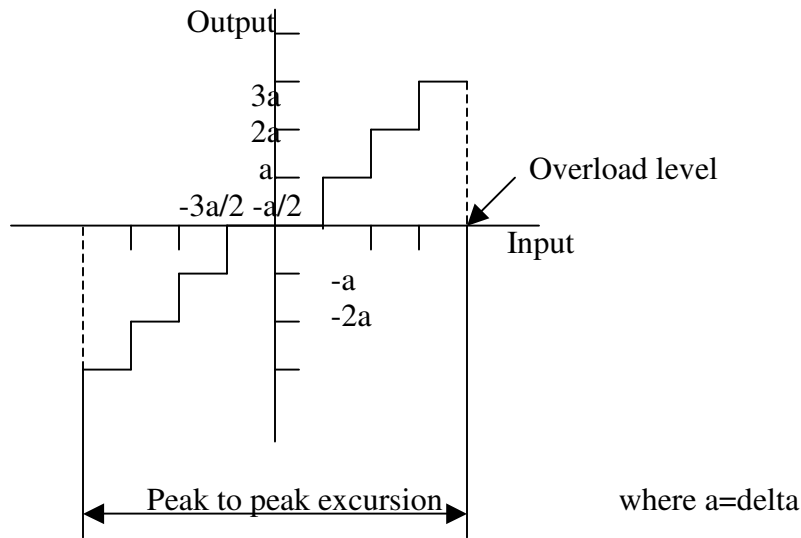 Output
3a
2a
a
Overload level
-3a/2 -a/2
Input
-a
-2a
Peak to peak excursion
where a=delta